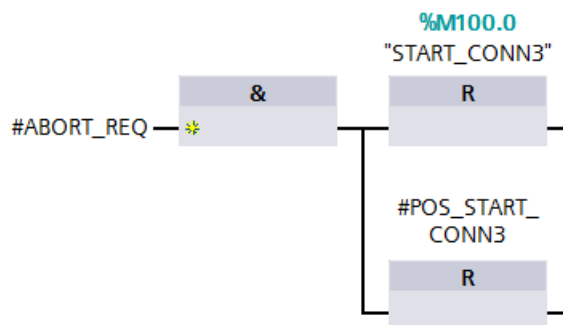 %M100.0
"START_CONN3"
&
R
#ABORT_REQ
#POS_START_
CONN3
R